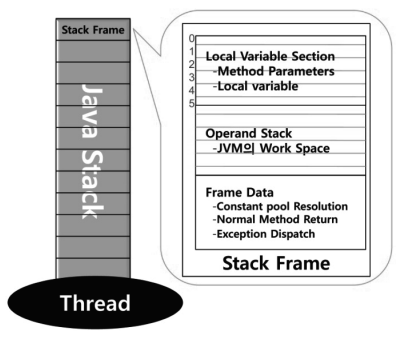 Stack Frame
Java Stack
Thread
0
1
2
3
4
5
Local Variable Section
-Method Parameters
-Local variable
Operand Stack
-JVM의 Work Space
Frame Data
-Constant pool Resolution
-Normal Method Return
-Exception Dispatch
Stack Frame